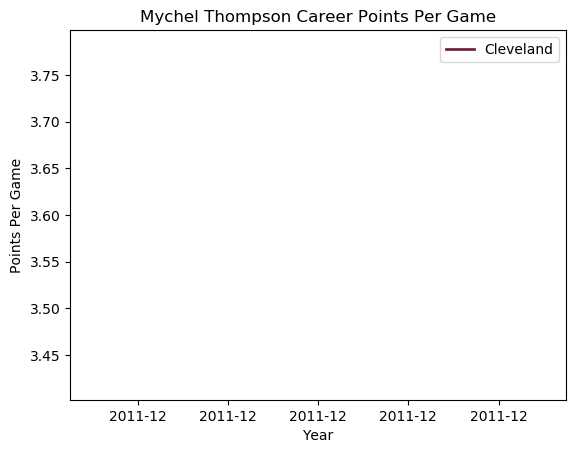 Mychel Thompson Career Points Per Game
Cleveland
3.75
3.70
3.65
3.60
3.55
3.50
3.45
Points Per Game
2011-12 2011-12 2011-12 2011-12 2011-12
Year